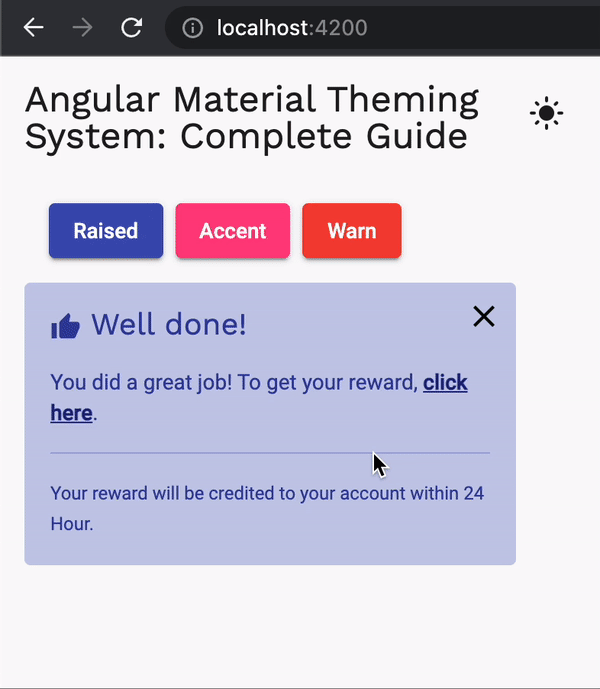 localhost:4200
Angular Material Theming
System: Complete Guide
Raised Accent Warn
Well done!
You did a great job! To get your reward, click
here.
Your reward will be credited to your account within 24
Hour.